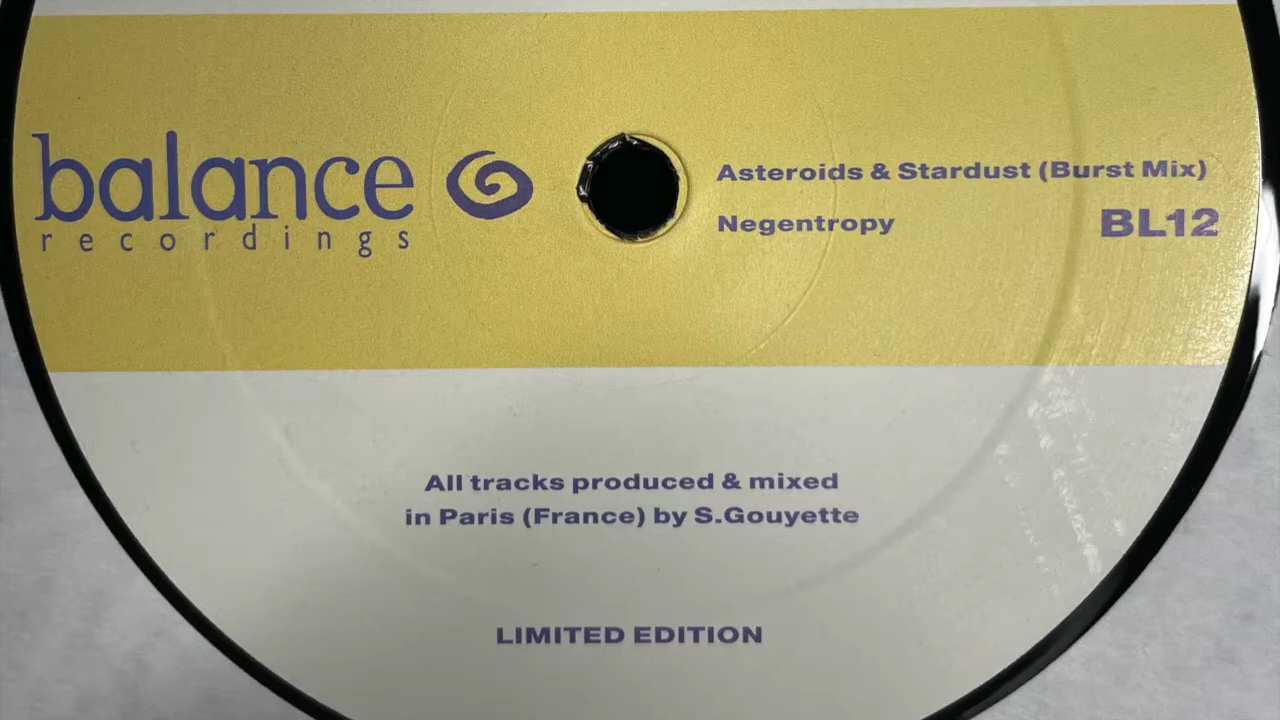 balance
recordings
Asteroids & Stardust (Burst Mix)
Negentropy
BL12
All tracks produced & mixed
in Paris (France) by S.Gouyette
LIMITED EDITION